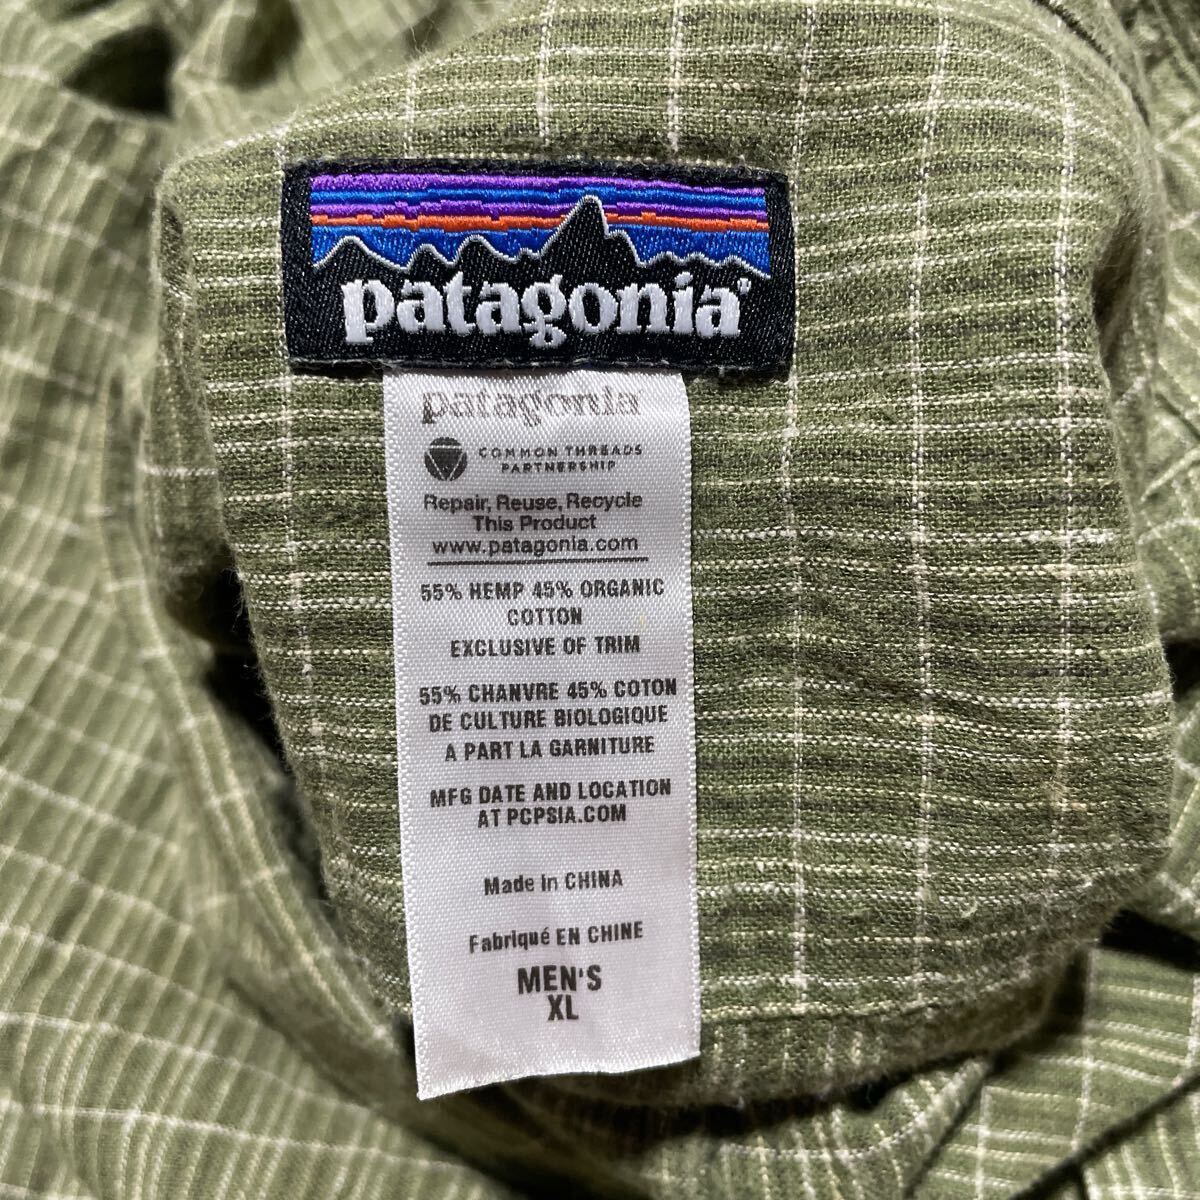 patagonia®
patagonia
COMMON THREADS
PARTNERSHIP
Repair, Reuse, Recycle
This Product
www.patagonia.com
55% HEMP 45% ORGANIC
COTTON
EXCLUSIVE OF TRIM
55% CHANVRE 45% COTON
DE CULTURE BIOLOGIQUE
A PART LA GARNITURE
MFG DATE AND LOCATION
AT PCPSIA.COM
Made in CHINA
Fabriqué EN CHINE
MEN'S
XL